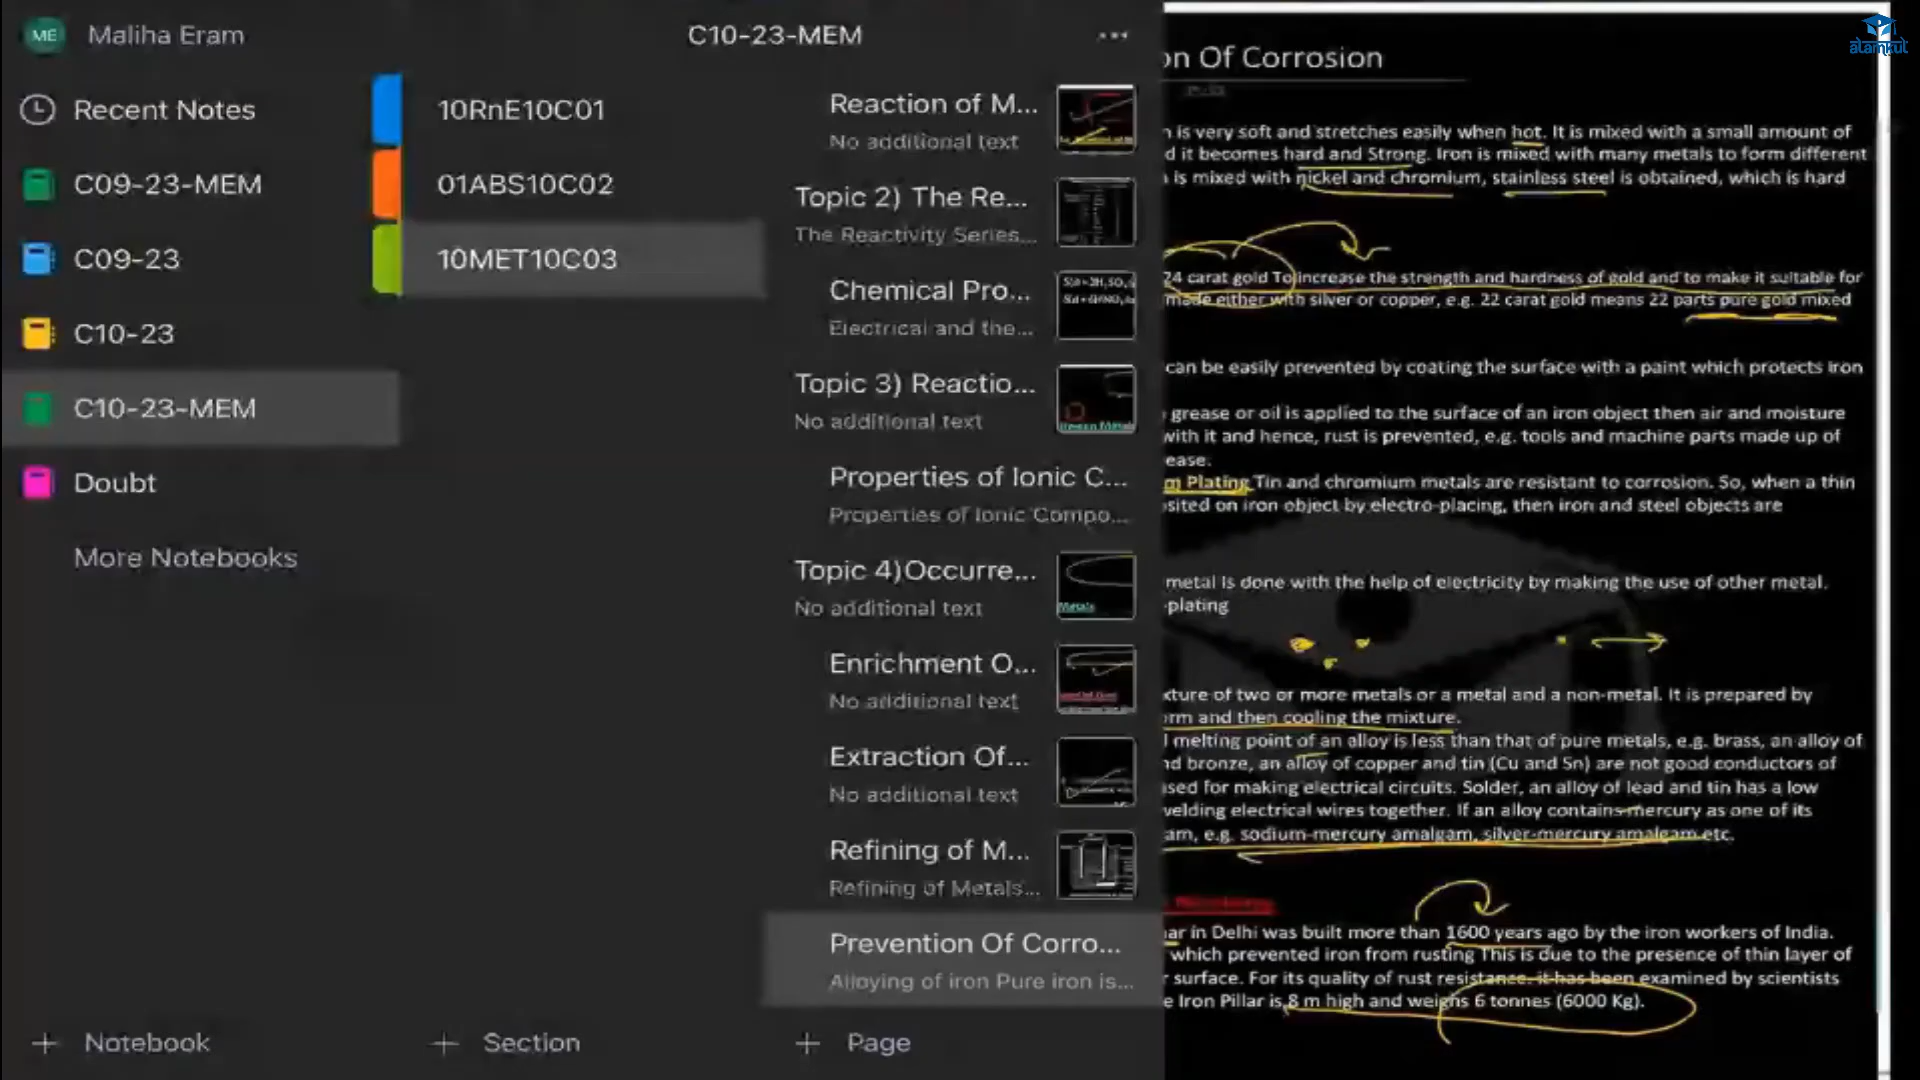 ME Maliha Eram
Recent Notes
C09-23-MEM
C09-23
C10-23
C10-23-MEM
Doubt
More Notebooks
+ Notebook
10RnE10C01
01ABS10C02
10MET10C03
+ Section
C10-23-MEM
Reaction of M...
No additional text
Topic 2) The Re...
The Reactivity Series...
Chemical Pro...
Electrical and the...
Topic 3) Reactio...
No additional text
Properties of Ionic C...
Properties of Ionic Compo...
Topic 4)Occurre...
No additional text
Enrichment O...
No additional text
Extraction Of...
No additional text
Refining of M...
Refining of Metals...
Prevention Of Corro...
Alloying of iron Pure iron is...
+ Page
on Of Corrosion
is very soft and stretches easily when hot. It is mixed with a small amount of
d it becomes hard and Strong. Iron is mixed with many metals to form different
is mixed with nickel and chromium, stainless steel is obtained, which is hard
24 carat gold To increase the strength and hardness of gold and to make it suitable for
made either with silver or copper, e.g. 22 carat gold means 22 parts pure gold mixed
can be easily prevented by coating the surface with a paint which protects iron
grease or oil is applied to the surface of an iron object then air and moisture
with it and hence, rust is prevented, e.g. tools and machine parts made up of
ease.
m Plating Tin and chromium metals are resistant to corrosion. So, when a thin
sited on iron object by electro-placing, then iron and steel objects are
metal is done with the help of electricity by making the use of other metal.
-plating
xture of two or more metals or a metal and a non-metal. It is prepared by
rm and then cooling the mixture.
l melting point of an alloy is less than that of pure metals, e.g. brass, an alloy of
nd bronze, an alloy of copper and tin (Cu and Sn) are not good conductors of
sed for making electrical circuits. Solder, an alloy of lead and tin has a low
welding electrical wires together. If an alloy contains mercury as one of its
am, e.g. sodium-mercury amalgam, silver-mercury amalgam etc.
ar in Delhi was built more than 1600 years ago by the iron workers of India.
which prevented iron from rusting This is due to the presence of thin layer of
r surface. For its quality of rust resistance. it has been examined by scientists
e Iron Pillar is 8 m high and weighs 6 tonnes (6000 Kg).
alamkul